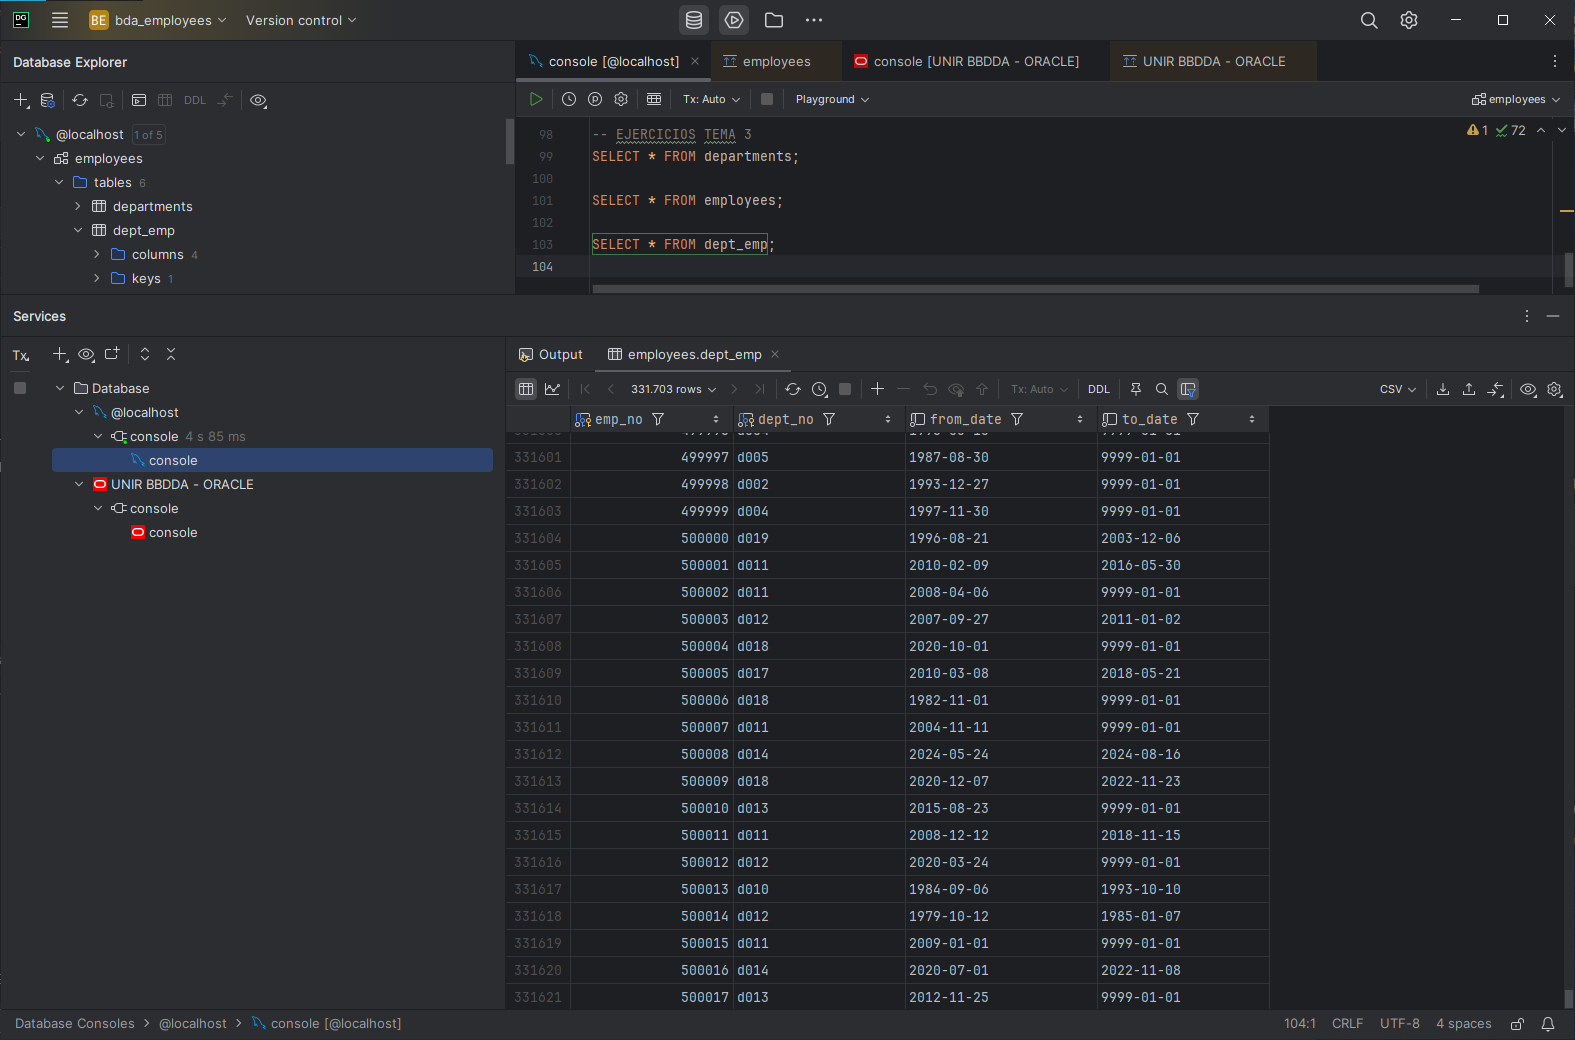 DG
BE bda_employees Version control
Database Explorer
console [@localhost] employees console [UNIR BBDDA - ORACLE] UNIR BBDDA - ORACLE
DDL
Tx: Auto Playground employees
@localhost 1 of 5
employees
tables 6
departments
dept_emp
columns 4
keys 1
98 -- EJERCICIOS TEMA 3
99 SELECT * FROM departments;
100
101 SELECT * FROM employees;
102
103 SELECT * FROM dept_emp;
104
1 72
Services
Tx
Output employees.dept_emp
Database
@localhost
console 4 s 85 ms
console
UNIR BBDDA - ORACLE
console
console
331.703 rows Tx: Auto DDL CSV
emp_no dept_no from_date to_date
331601 499997 d005 1987-08-30 9999-01-01
331602 499998 d002 1993-12-27 9999-01-01
331603 499999 d004 1997-11-30 9999-01-01
331604 500000 d019 1996-08-21 2003-12-06
331605 500001 d011 2010-02-09 2016-05-30
331606 500002 d011 2008-04-06 9999-01-01
331607 500003 d012 2007-09-27 2011-01-02
331608 500004 d018 2020-10-01 9999-01-01
331609 500005 d017 2010-03-08 2018-05-21
331610 500006 d018 1982-11-01 9999-01-01
331611 500007 d011 2004-11-11 9999-01-01
331612 500008 d014 2024-05-24 2024-08-16
331613 500009 d018 2020-12-07 2022-11-23
331614 500010 d013 2015-08-23 9999-01-01
331615 500011 d011 2008-12-12 2018-11-15
331616 500012 d012 2020-03-24 9999-01-01
331617 500013 d010 1984-09-06 1993-10-10
331618 500014 d012 1979-10-12 1985-01-07
331619 500015 d011 2009-01-01 9999-01-01
331620 500016 d014 2020-07-01 2022-11-08
331621 500017 d013 2012-11-25 9999-01-01
Database Consoles > @localhost > console [@localhost] 104:1 CRLF UTF-8 4 spaces